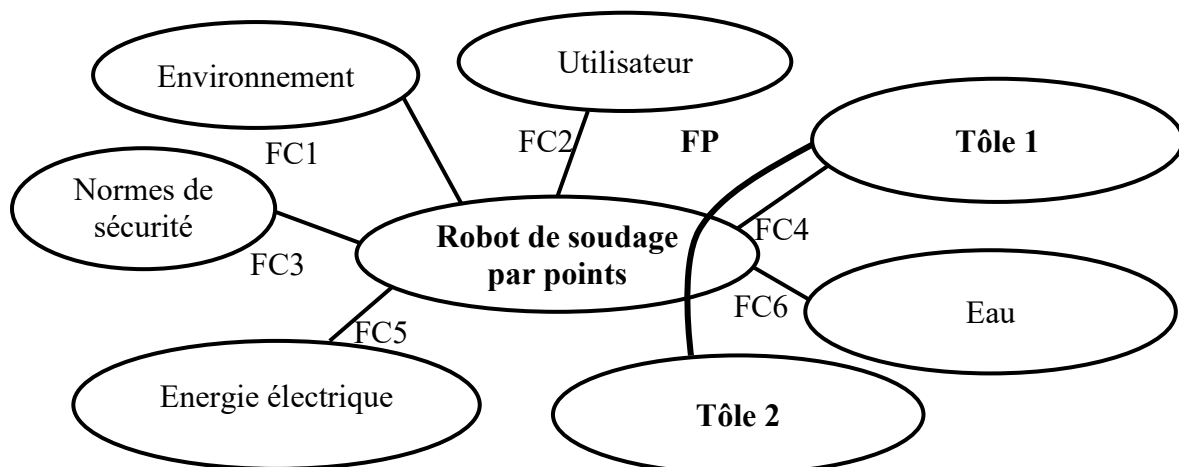 Environnement
Utilisateur
FC1
FC2
FP
Tôle 1
Normes de
sécurité
FC3
Robot de soudage
par points
FC4
FC6
Eau
FC5
Energie électrique
Tôle 2